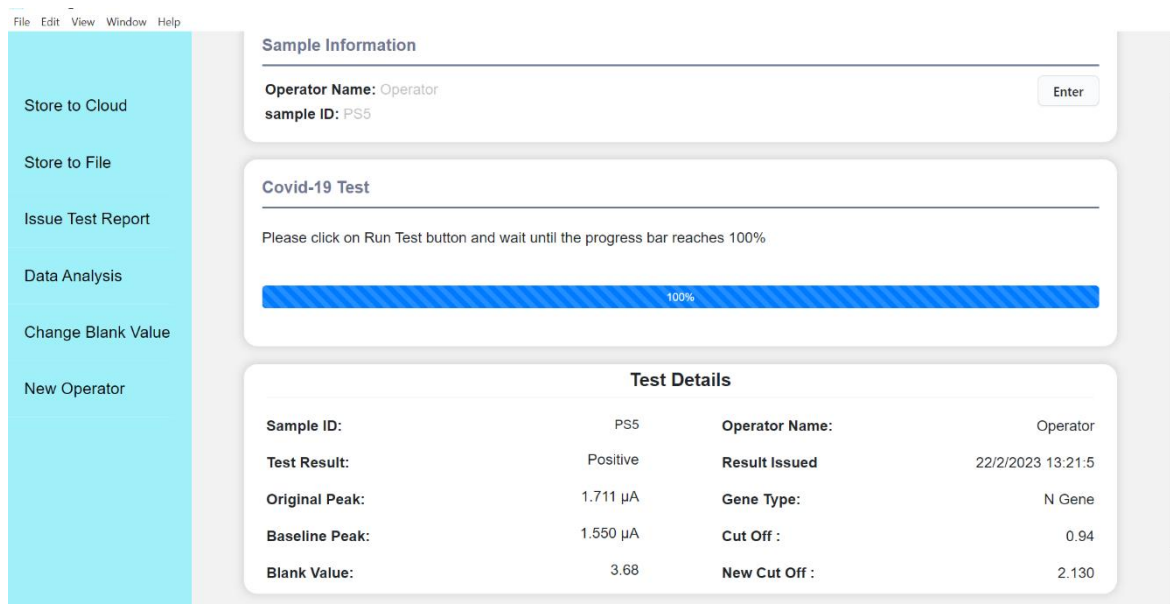 File Edit View Window Help
Store to Cloud
Store to File
Issue Test Report
Data Analysis
Change Blank Value
New Operator
Sample Information
Operator Name: Operator
Enter
sample ID: PS5
Covid-19 Test
Please click on Run Test button and wait until the progress bar reaches 100%
100%
Test Details
Sample ID: PS5 Operator Name: Operator
Test Result: Positive Result Issued 22/2/2023 13:21:5
Original Peak: 1.711 µA Gene Type: N Gene
Baseline Peak: 1.550 µA Cut Off : 0.94
Blank Value: 3.68 New Cut Off : 2.130